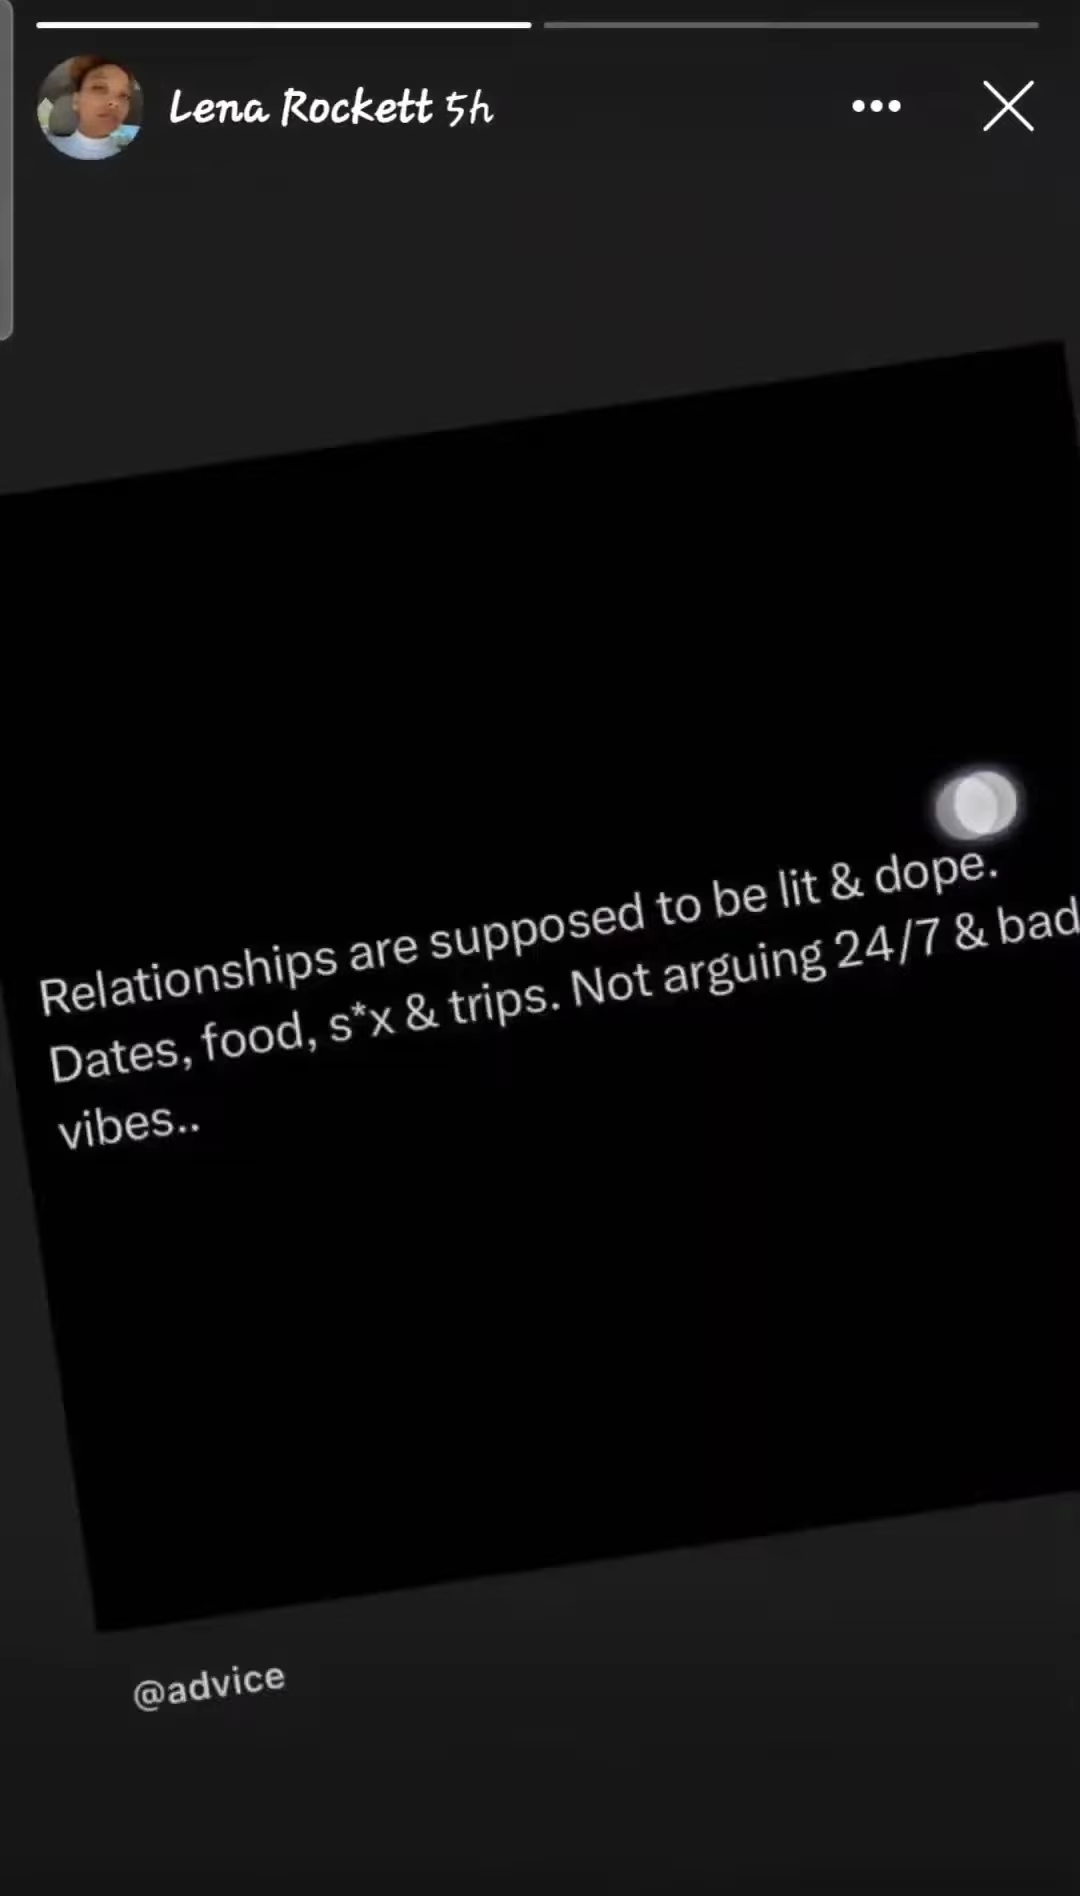 Lena Rockett 5h
Relationships are supposed to be lit & dope.
Dates, food, s*x & trips. Not arguing 24/7 & bad
vibes..
@advice